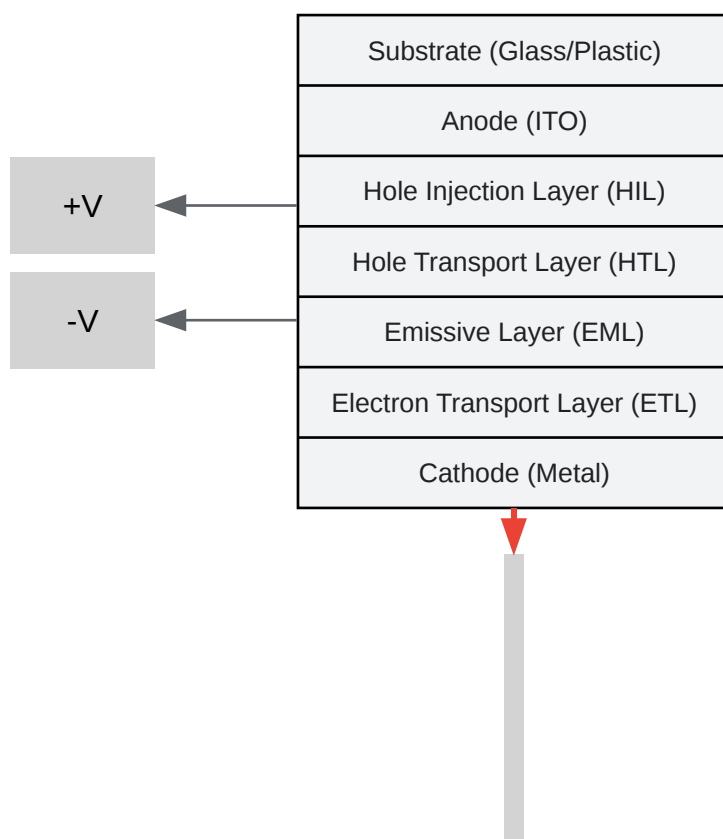 Substrate (Glass/Plastic)
Anode (ITO)
Hole Injection Layer (HIL)
+V
Hole Transport Layer (HTL)
-V
Emissive Layer (EML)
Electron Transport Layer (ETL)
Cathode (Metal)